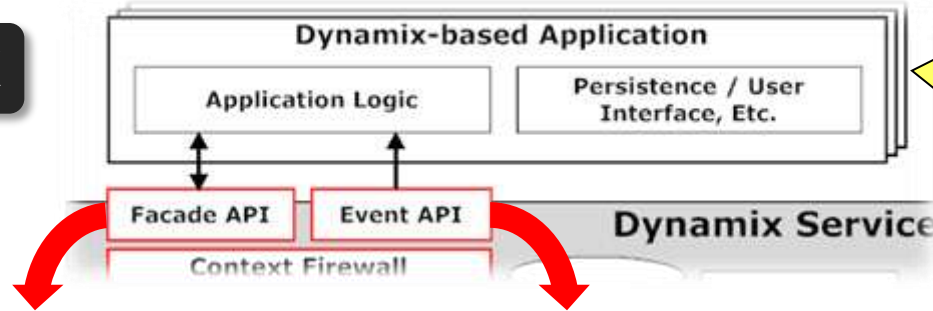 Dynamix-based Application
Application Logic
Persistence / User
Interface, Etc.
Facade API
Event API
Dynamix Service
Context Firewall